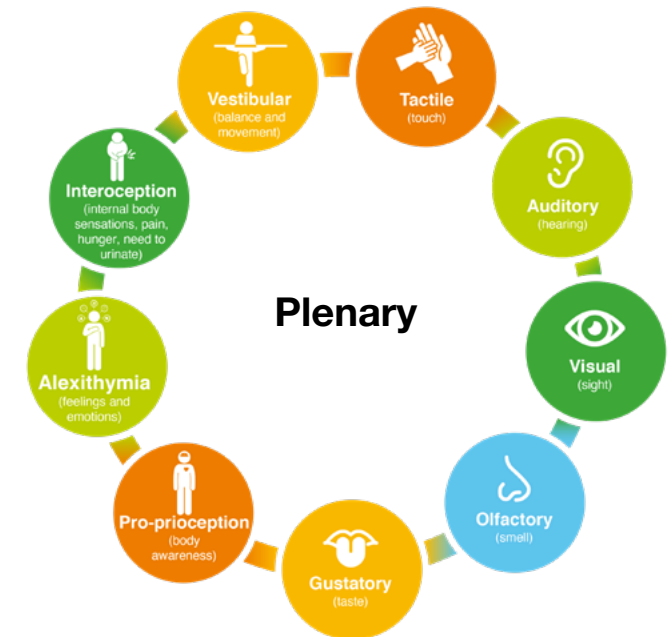 Vestibular
(balance and
movement)
Tactile
(touch)
Auditory
(hearing)
Visual
(sight)
Olfactory
(smell)
Gustatory
(taste)
Pro-prioception
(body
awareness)
Alexithymia
(feelings and
emotions)
Interoception
(internal body
sensations, pain,
hunger, need to
urinate)
Plenary